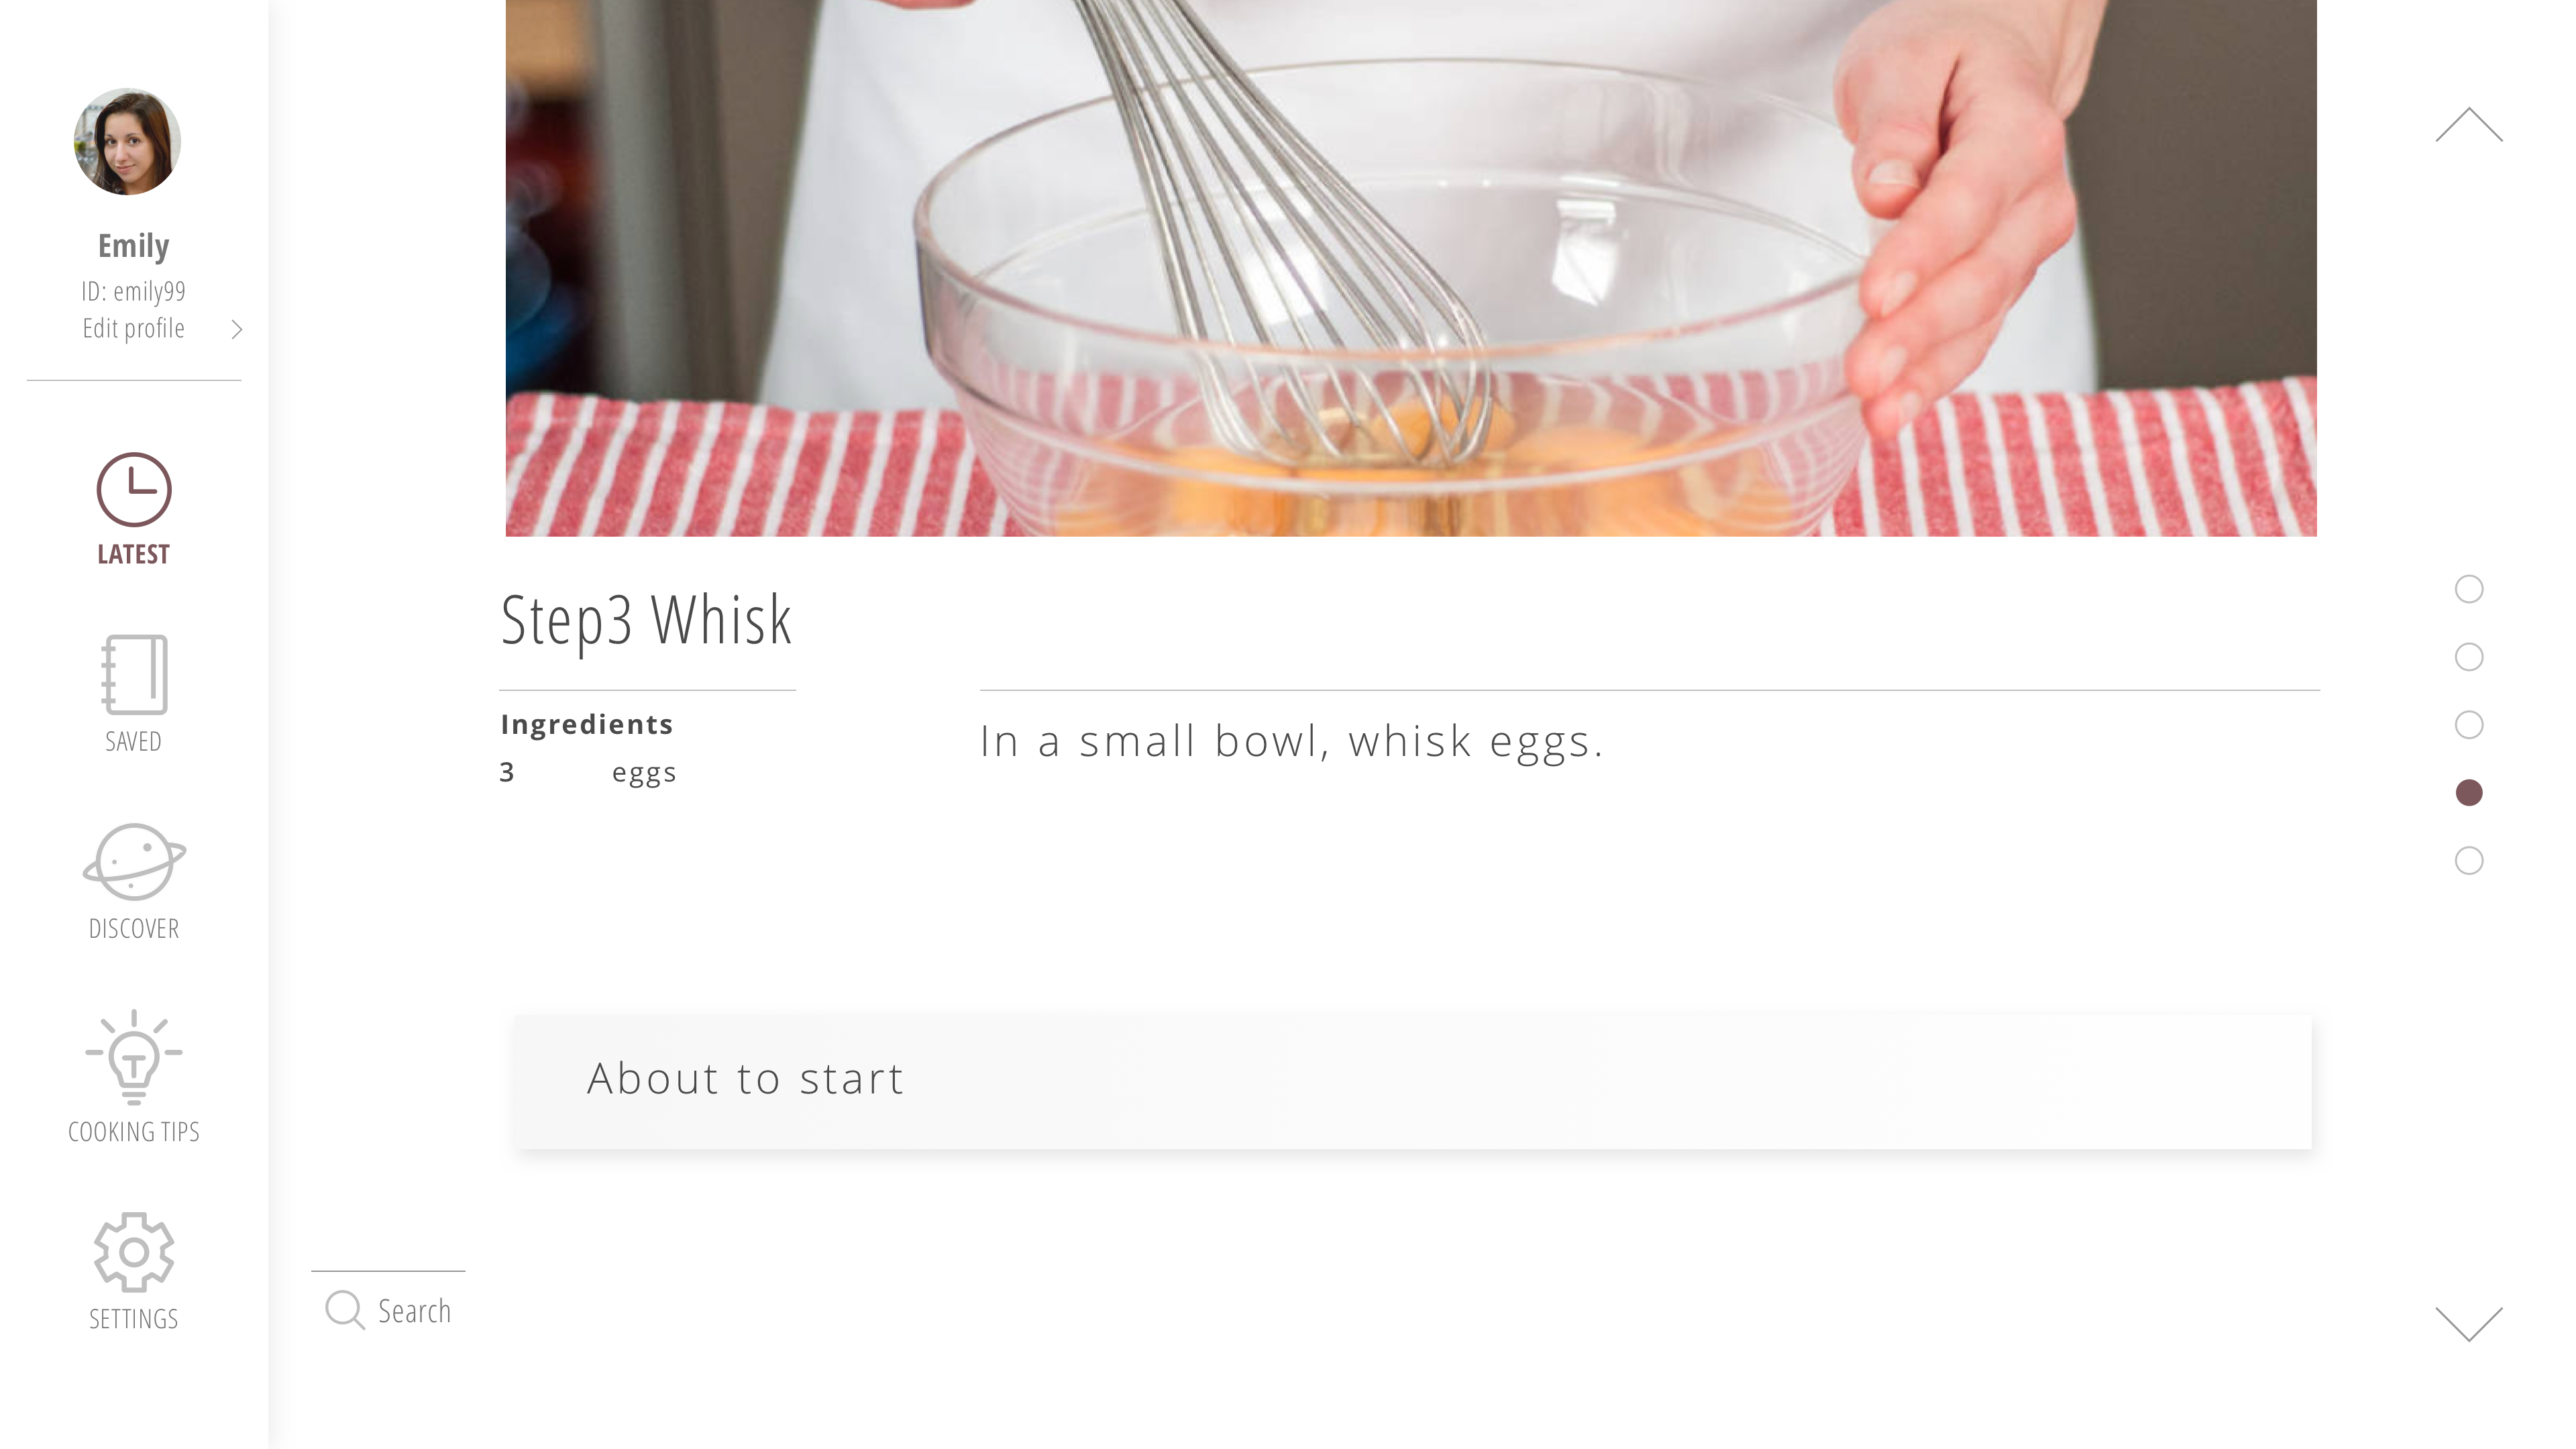 Emily
ID: emily99
Edit profile
LATEST
SAVED
DISCOVER
COOKING TIPS
SETTINGS
Search
Step3 Whisk
Ingredients
3 eggs
In a small bowl, whisk eggs.
About to start